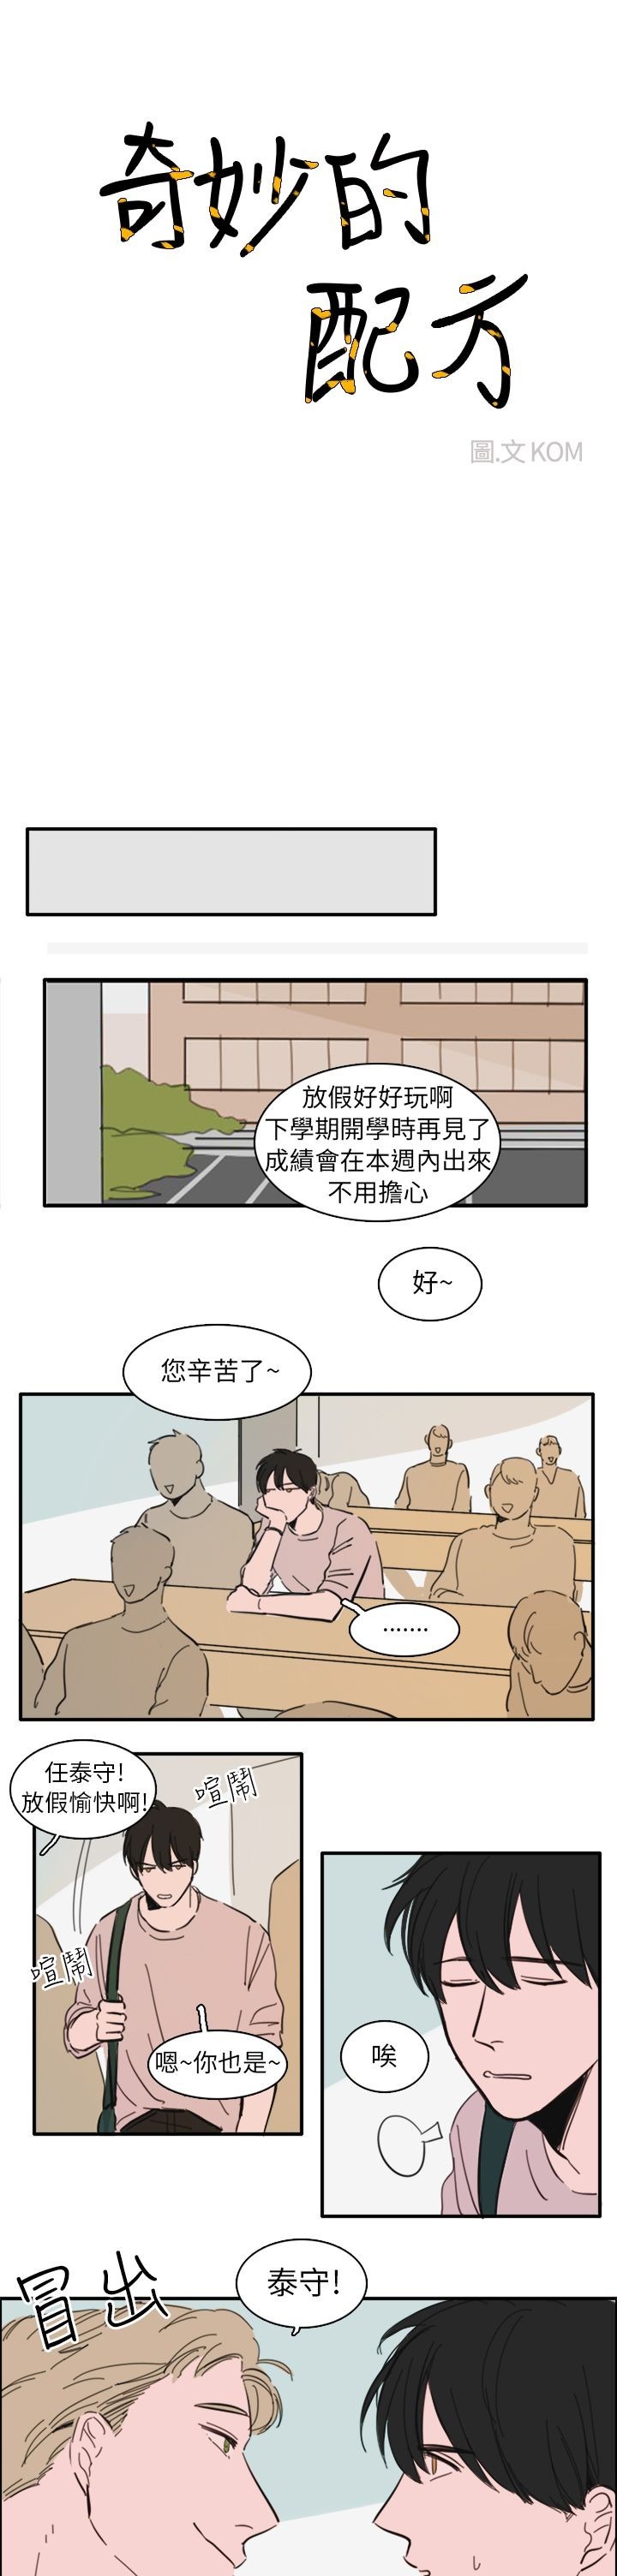 奇妙的
配方
圖.文 KOM
放假好好玩啊
下學期開學時再見了
成績會在本週內出來
不用擔心
好~
您辛苦了~
.......
任泰守!
放假愉快啊!
喧鬧
喧鬧
嗯~你也是~
唉
冒出
泰守!